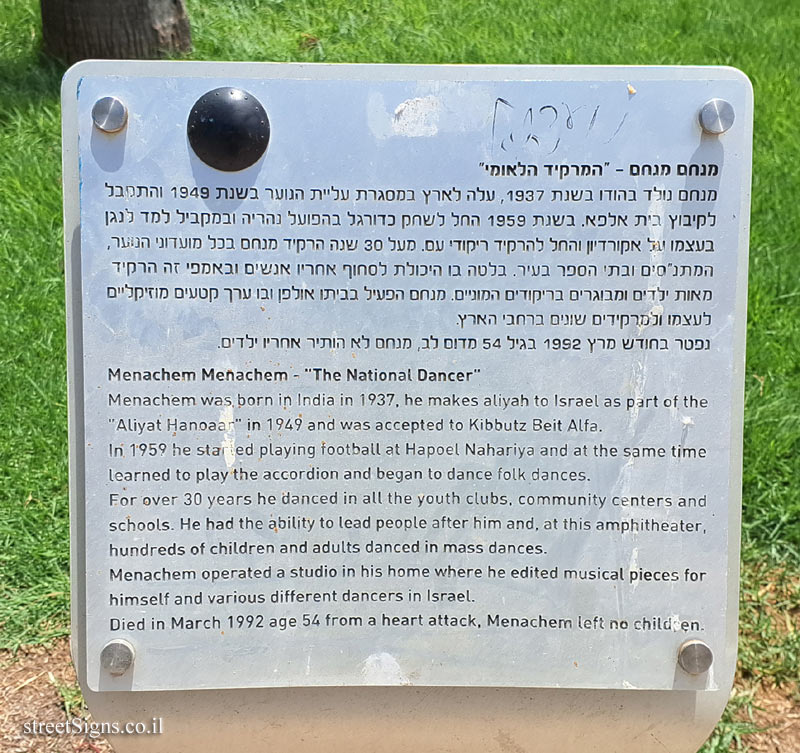 מנחם מנחם - "המרקיד הלאומי"
מנחם נולד בהודו בשנת 1937, עלה לארץ במסגרת עליית הנוער בשנת 1949 והתקבל
לקיבוץ בית אלפא. בשנת 1959 החל לשחק כדורגל בהפועל נהריה ובמקביל למד לנגן
בעצמו על אקורדיון והחל להרקיד ריקודי עם. מעל 30 שנה הרקיד מנחם בכל מועדוני הנוער,
המתנ"סים ובתי הספר בעיר. בלטה בו היכולת לסחוף אחריו אנשים ובאמפי זה הרקיד
מאות ילדים ומבוגרים בריקודים המוניים. מנחם הפעיל בביתו אולפן ובו ערך קטעים מוזיקליים
לעצמו ולמרקידים שונים ברחבי הארץ.
נפטר בחודש מרץ 1992 בגיל 54 מדום לב, מנחם לא הותיר אחריו ילדים.
Menachem Menachem - "The National Dancer"
Menachem was born in India in 1937, he makes aliyah to Israel as part of the
"Aliyat Hanoaar" in 1949 and was accepted to Kibbutz Beit Alfa.
In 1959 he started playing football at Hapoel Nahariya and at the same time
learned to play the accordion and began to dance folk dances.
For over 30 years he danced in all the youth clubs, community centers and
schools. He had the ability to lead people after him and, at this amphitheater,
hundreds of children and adults danced in mass dances.
Menachem operated a studio in his home where he edited musical pieces for
himself and various different dancers in Israel.
Died in March 1992 age 54 from a heart attack, Menachem left no children.
streetSigns.co.il